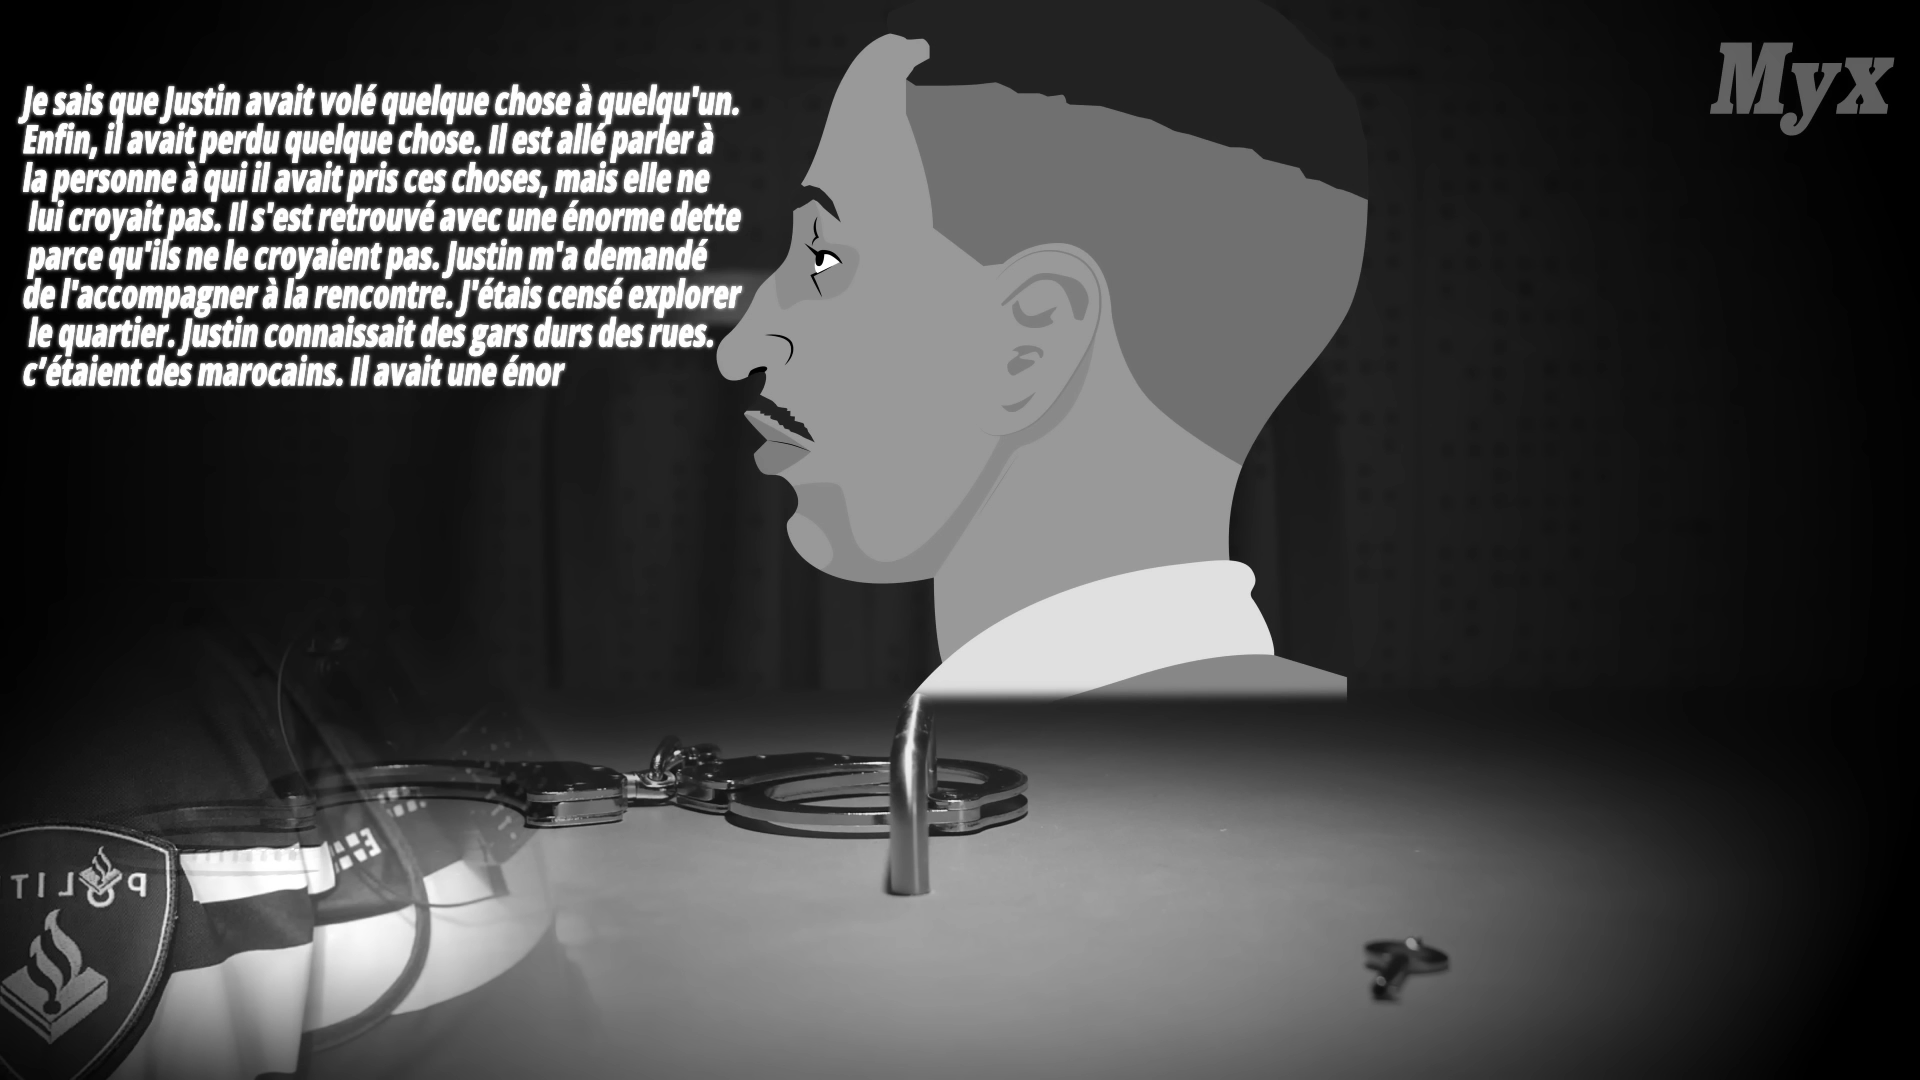 Je sais que Justin avait volé quelque chose à quelqu'un.
Enfin, il avait perdu quelque chose. Il est allé parler à
la personne à qui il avait pris ces choses, mais elle ne
lui croyait pas. Il s'est retrouvé avec une énorme dette
parce qu'ils ne le croyaient pas. Justin m'a demandé
de l'accompagner à la rencontre. J'étais censé explorer
le quartier. Justin connaissait des gars durs des rues.
c’étaient des marocains. Il avait une énor
Myx
POLIT